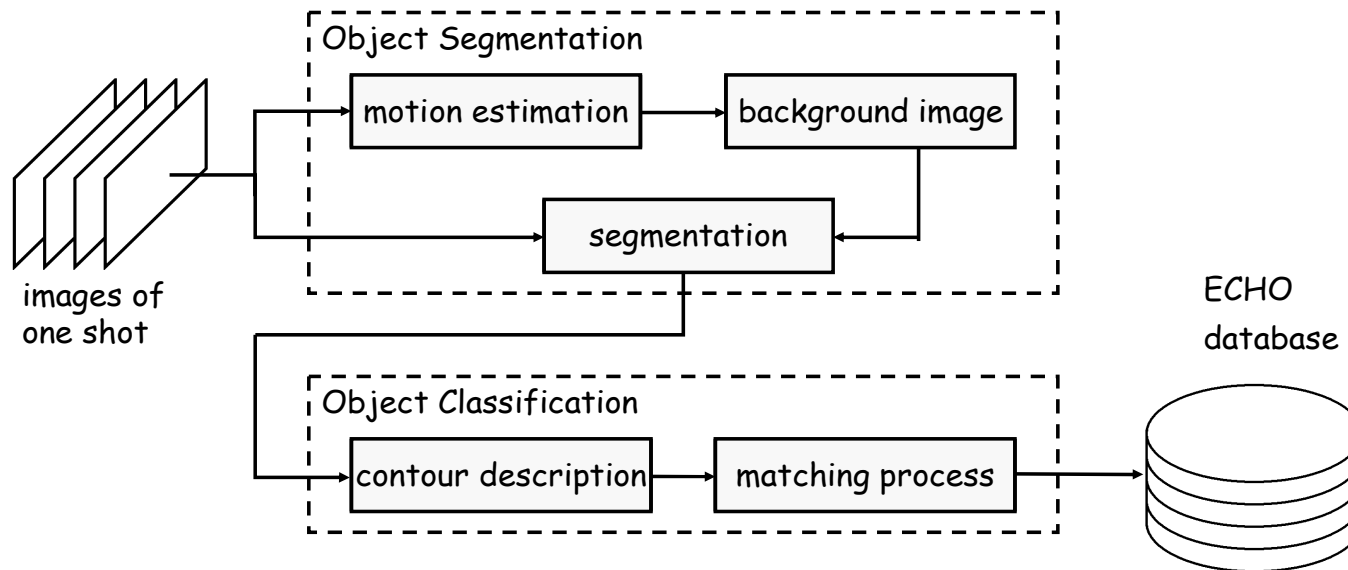 Object Segmentation
motion estimation
background image
segmentation
images of
one shot
ECHO
database
Object Classification
contour description
matching process